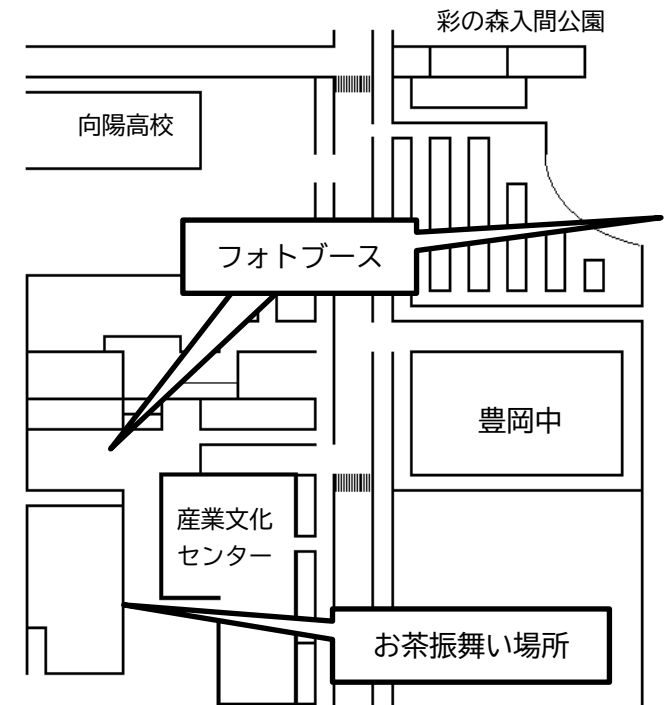 彩の森入間公園
向陽高校
フォトブース
豊岡中
産業文化
センター
お茶振舞い場所